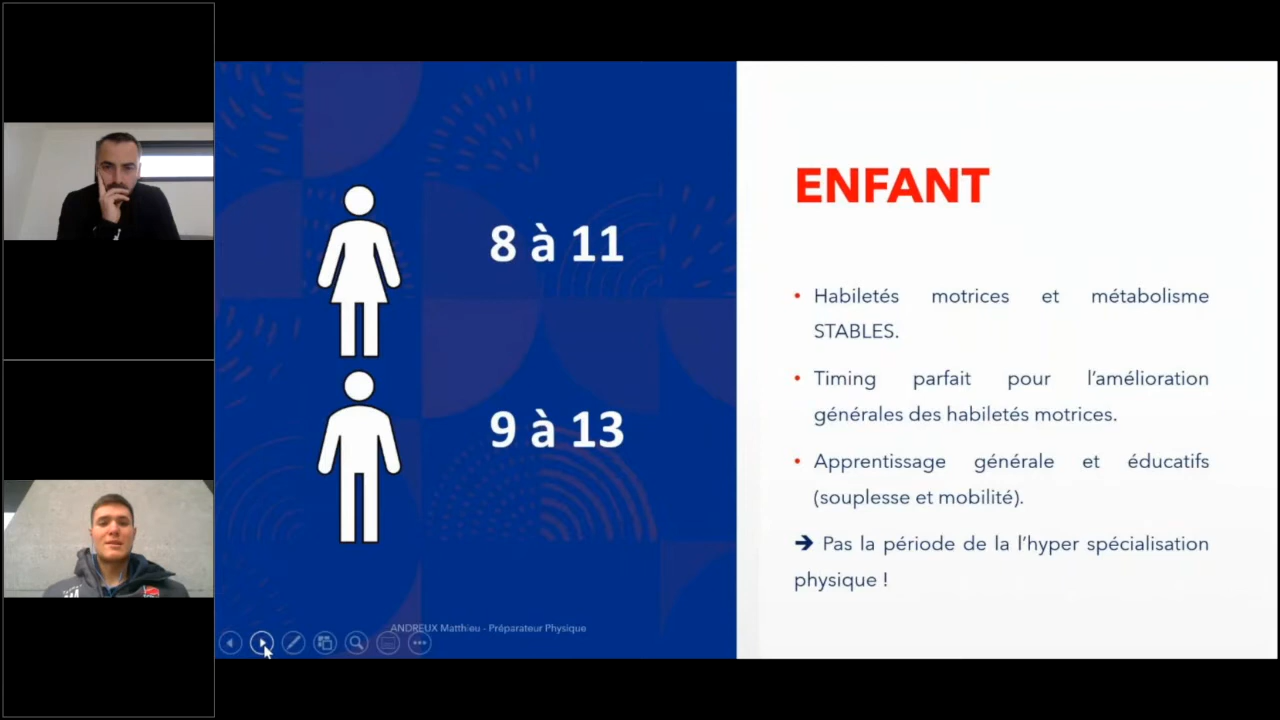 8 à 11
9 à 13
ANDREUX Matthieu - Préparateur Physique
ENFANT
• Habiletés motrices et métabolisme
STABLES.
• Timing parfait pour l'amélioration
générales des habiletés motrices.
• Apprentissage générale et éducatifs
(souplesse et mobilité).
➔ Pas la période de la l'hyper spécialisation
physique !